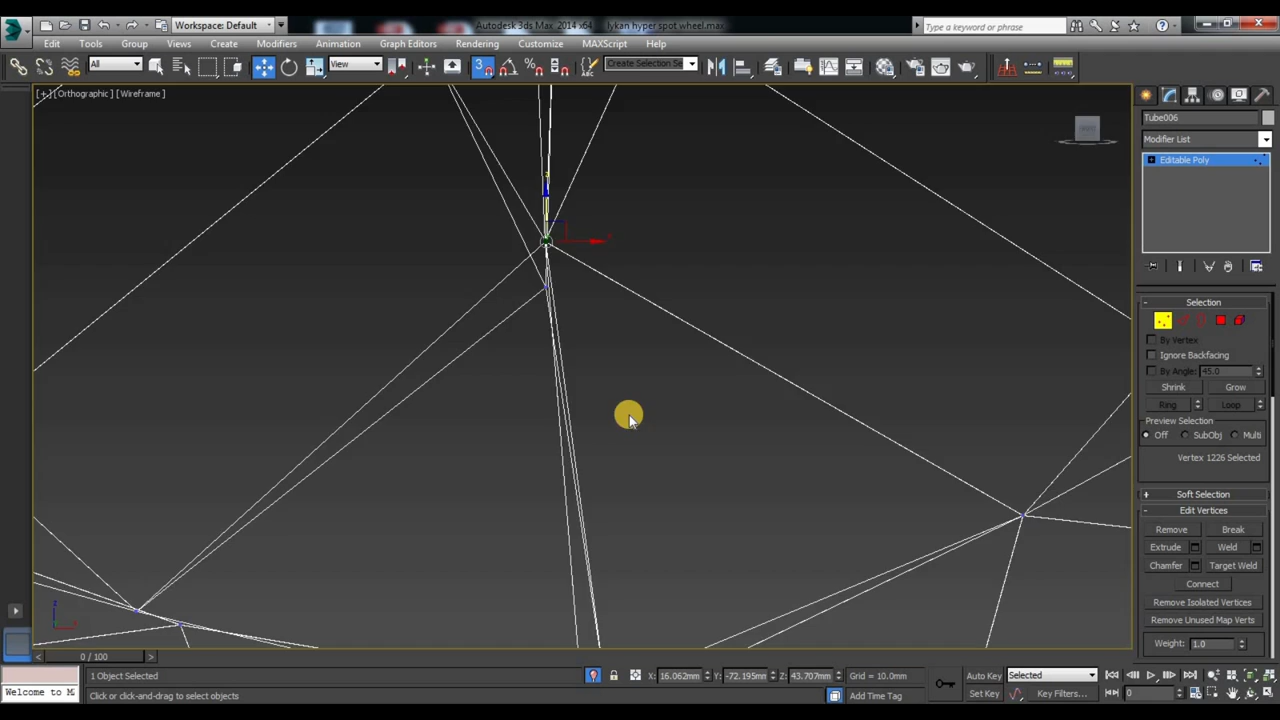 Workspace: Default
Autodesk 3ds Max 2014 x64
lykan hyper spot wheel.max
Type a keyword or phrase
Edit Tools Group Views Create Modifiers Animation Graph Editors Rendering Customize MAXScript Help
All
View
3
Create Selection Se
[+] [Orthographic] [Wireframe]
Tube006
Modifier List
Editable Poly
Selection
By Vertex
Ignore Backfacing
By Angle: 45.0
Shrink Grow
Ring Loop
Preview Selection
Off SubObj Multi
Vertex 1226 Selected
Soft Selection
Edit Vertices
Remove Break
Extrude Weld
Chamfer Target Weld
Connect
Remove Isolated Vertices
Remove Unused Map Verts
Weight: 1.0
0 / 100
1 Object Selected
X: 16.062mm Y: -72.195mm Z: 43.707mm Grid = 10.0mm
Auto Key Selected
Welcome to M
Click or click-and-drag to select objects
Add Time Tag
Set Key Key Filters...
0